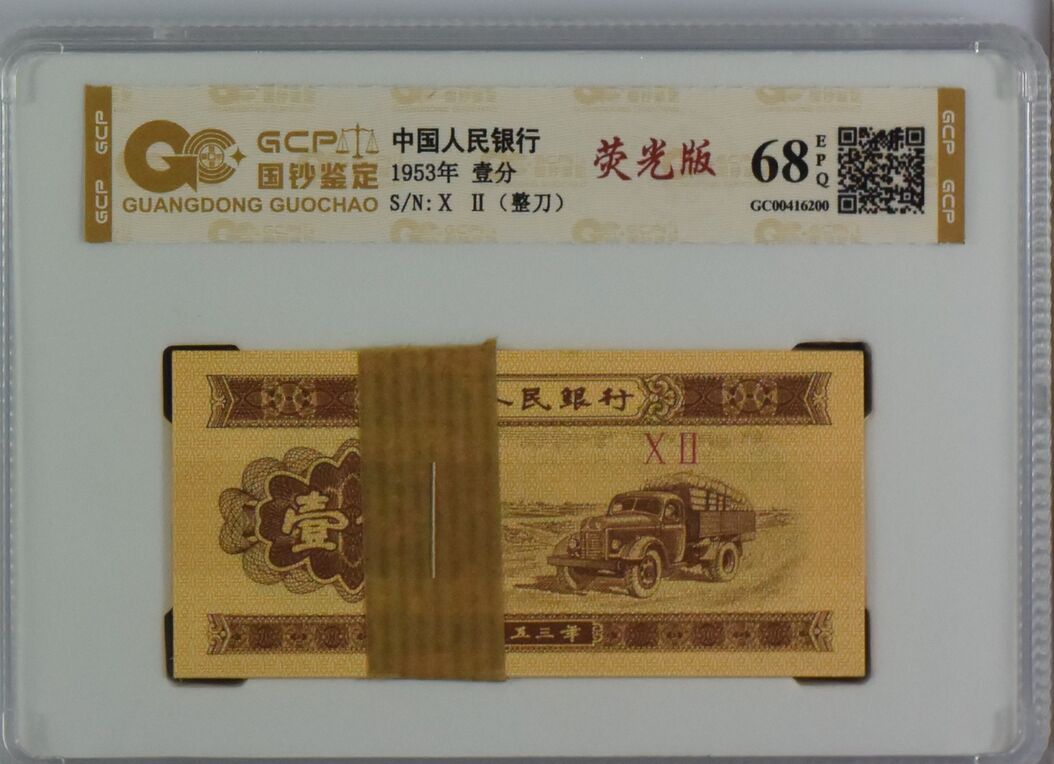 GCP
国钞鉴定
GUANGDONG GUOCHAO
中国人民银行
1953年 壹分
S/N: X Ⅱ（整刀）
荧光版
68
EPQ
GC00416200
GCP
GCP
GCP
GCP
人民銀行
X II
壹
五三年